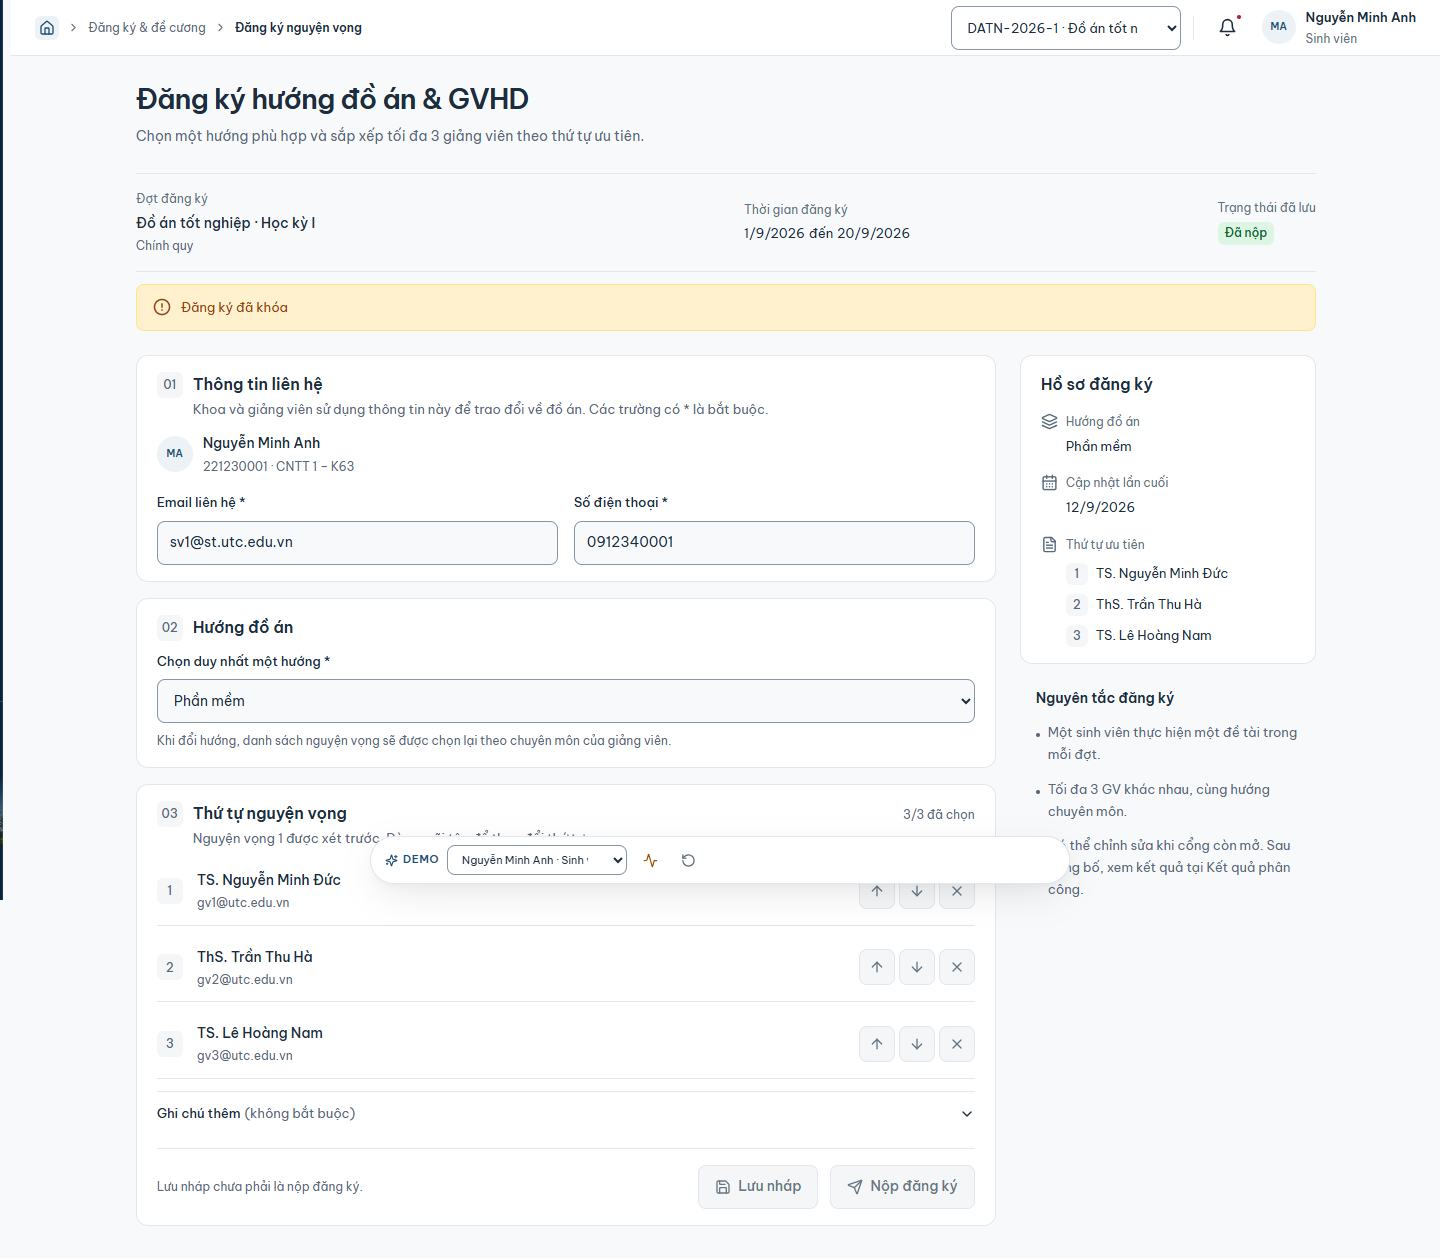 Đăng ký & đề cương
Đăng ký nguyện vọng
DATN-2026-1 · Đồ án tốt n
MA
Nguyễn Minh Anh
Sinh viên
Đăng ký hướng đồ án & GVHD
Chọn một hướng phù hợp và sắp xếp tối đa 3 giảng viên theo thứ tự ưu tiên.
Đợt đăng ký
Đồ án tốt nghiệp · Học kỳ I
Chính quy
Thời gian đăng ký
1/9/2026 đến 20/9/2026
Trạng thái đã lưu
Đã nộp
Đăng ký đã khóa
01
Thông tin liên hệ
Khoa và giảng viên sử dụng thông tin này để trao đổi về đồ án. Các trường có * là bắt buộc.
MA
Nguyễn Minh Anh
221230001 · CNTT 1 – K63
Email liên hệ *
sv1@st.utc.edu.vn
Số điện thoại *
0912340001
02
Hướng đồ án
Chọn duy nhất một hướng *
Phần mềm
Khi đổi hướng, danh sách nguyện vọng sẽ được chọn lại theo chuyên môn của giảng viên.
03
Thứ tự nguyện vọng
3/3 đã chọn
Nguyện vọng 1 được xét trước.
DEMO
Nguyễn Minh Anh · Sinh
1
TS. Nguyễn Minh Đức
gv1@utc.edu.vn
2
ThS. Trần Thu Hà
gv2@utc.edu.vn
3
TS. Lê Hoàng Nam
gv3@utc.edu.vn
Ghi chú thêm (không bắt buộc)
Lưu nháp chưa phải là nộp đăng ký.
Lưu nháp
Nộp đăng ký
Hồ sơ đăng ký
Hướng đồ án
Phần mềm
Cập nhật lần cuối
12/9/2026
Thứ tự ưu tiên
1 TS. Nguyễn Minh Đức
2 ThS. Trần Thu Hà
3 TS. Lê Hoàng Nam
Nguyên tắc đăng ký
Một sinh viên thực hiện một đề tài trong
mỗi đợt.
Tối đa 3 GV khác nhau, cùng hướng
chuyên môn.
thể chỉnh sửa khi cổng còn mở. Sau
bố, xem kết quả tại Kết quả phân
công.